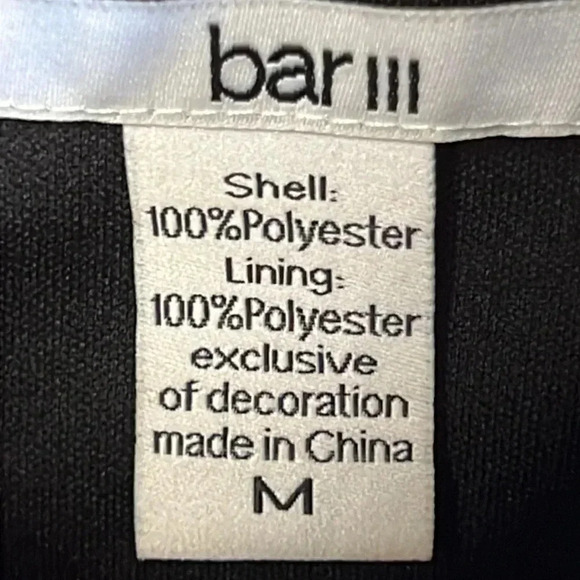 bar III
Shell:
100%Polyester
Lining:
100%Polyester
exclusive
of decoration
made in China
M